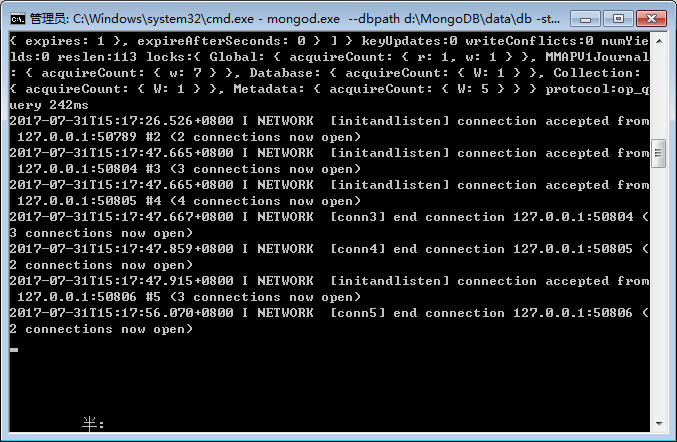 管理员: C:\Windows\system32\cmd.exe - mongod.exe  --dbpath d:\MongoDB\data\db -st...
{ expires: 1 }, expireAfterSeconds: 0 } ] } keyUpdates:0 writeConflicts:0 numYie
lds:0 reslen:113 locks:{ Global: { acquireCount: { r: 1, w: 1 } }, MMAPV1Journal
: { acquireCount: { w: 7 } }, Database: { acquireCount: { W: 1 } }, Collection:
{ acquireCount: { W: 1 } }, Metadata: { acquireCount: { W: 5 } } } protocol:op_q
uery 242ms
2017-07-31T15:17:26.526+0800 I NETWORK  [initandlisten] connection accepted from
 127.0.0.1:50789 #2 (2 connections now open)
2017-07-31T15:17:47.665+0800 I NETWORK  [initandlisten] connection accepted from
 127.0.0.1:50804 #3 (3 connections now open)
2017-07-31T15:17:47.665+0800 I NETWORK  [initandlisten] connection accepted from
 127.0.0.1:50805 #4 (4 connections now open)
2017-07-31T15:17:47.667+0800 I NETWORK  [conn3] end connection 127.0.0.1:50804 (
3 connections now open)
2017-07-31T15:17:47.859+0800 I NETWORK  [conn4] end connection 127.0.0.1:50805 (
2 connections now open)
2017-07-31T15:17:47.915+0800 I NETWORK  [initandlisten] connection accepted from
 127.0.0.1:50806 #5 (3 connections now open)
2017-07-31T15:17:56.070+0800 I NETWORK  [conn5] end connection 127.0.0.1:50806 (
2 connections now open)
半: